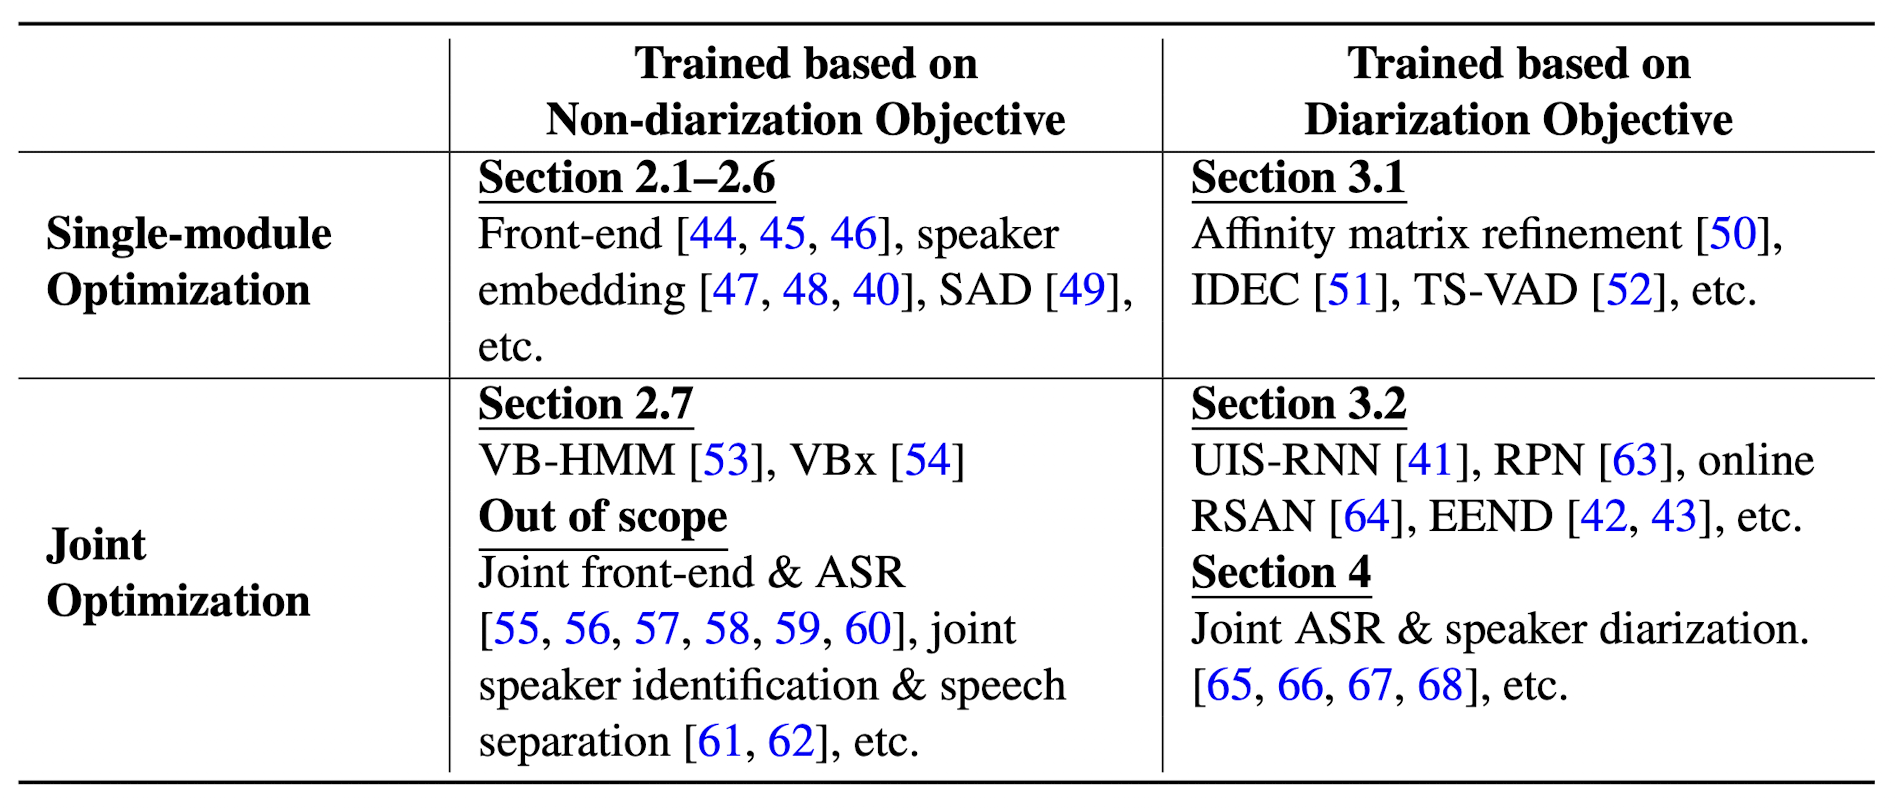 Trained based on
Non-diarization Objective
Trained based on
Diarization Objective
Single-module
Optimization
Section 2.1–2.6
Front-end [44, 45, 46], speaker
embedding [47, 48, 40], SAD [49],
etc.
Section 3.1
Affinity matrix refinement [50],
IDEC [51], TS-VAD [52], etc.
Joint
Optimization
Section 2.7
VB-HMM [53], VBx [54]
Out of scope
Joint front-end & ASR
[55, 56, 57, 58, 59, 60], joint
speaker identification & speech
separation [61, 62], etc.
Section 3.2
UIS-RNN [41], RPN [63], online
RSAN [64], EEND [42, 43], etc.
Section 4
Joint ASR & speaker diarization.
[65, 66, 67, 68], etc.